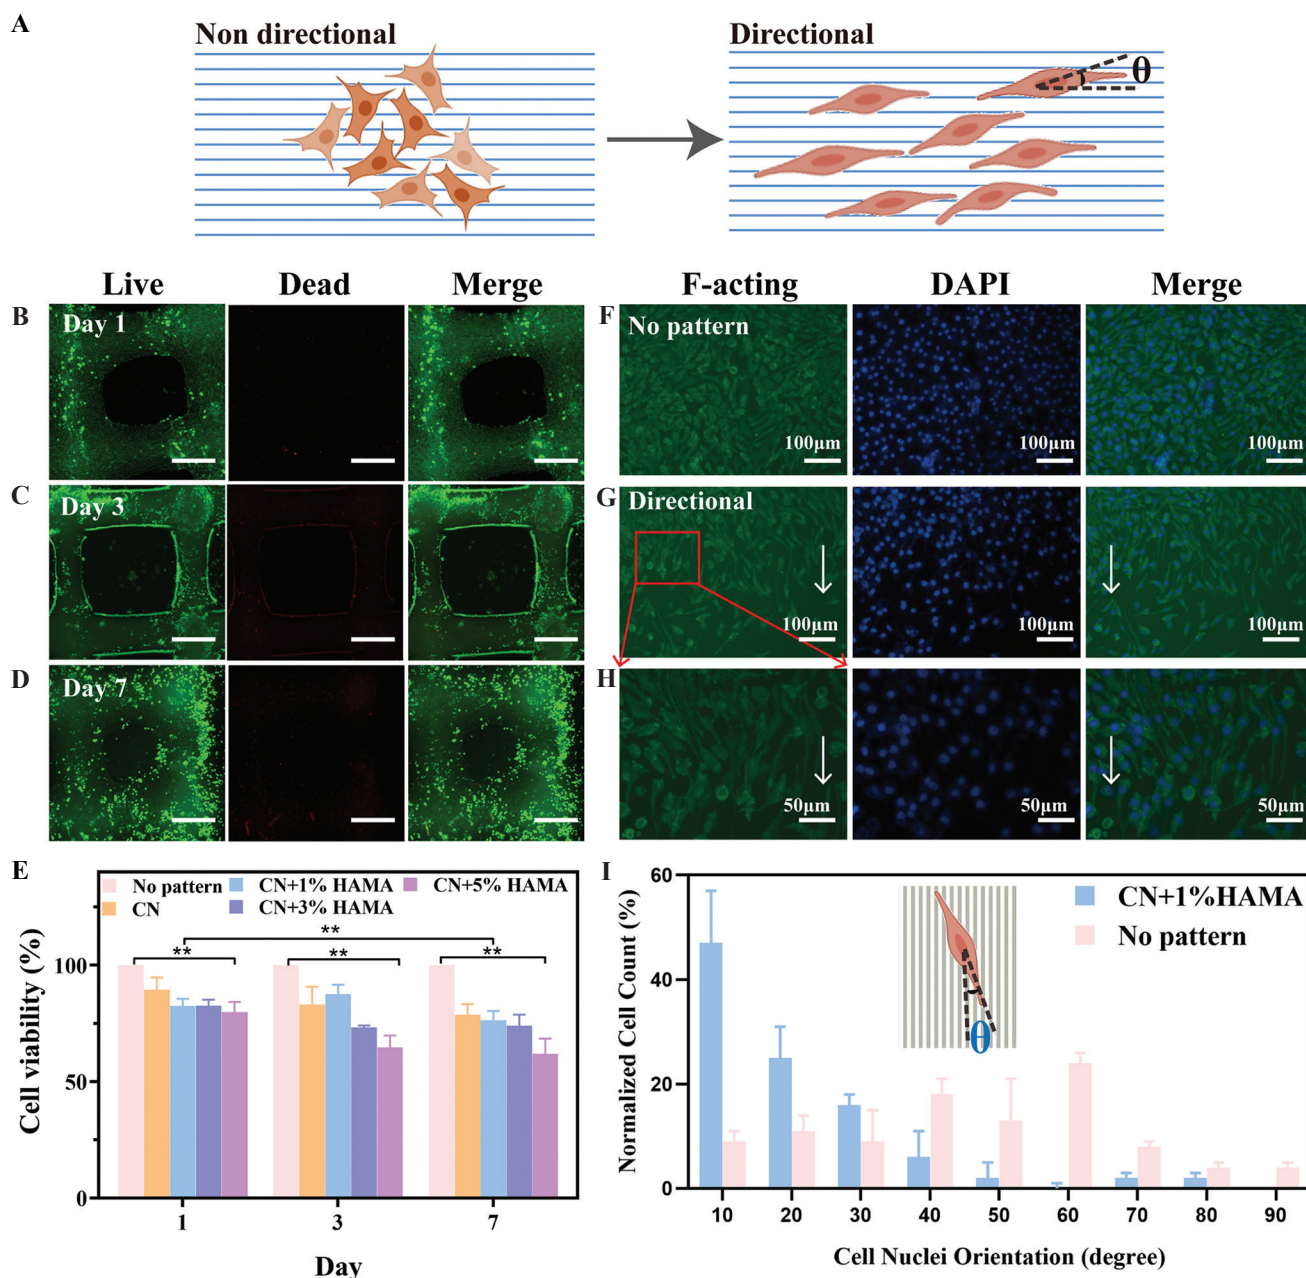 A
Non directional
Directional
θ
Live Dead Merge
B
Day 1
C
Day 3
D
Day 7
F-acting DAPI Merge
F
No pattern
100μm 100μm 100μm
G
Directional
100μm 100μm 100μm
H
50μm 50μm 50μm
E
No pattern CN+1% HAMA CN+5% HAMA
CN CN+3% HAMA
**
** ** **
Cell viability (%)
100
50
0
1 3 7
Day
I
CN+1%HAMA
No pattern
θ
Normalized Cell Count (%)
60
40
20
0
10 20 30 40 50 60 70 80 90
Cell Nuclei Orientation (degree)